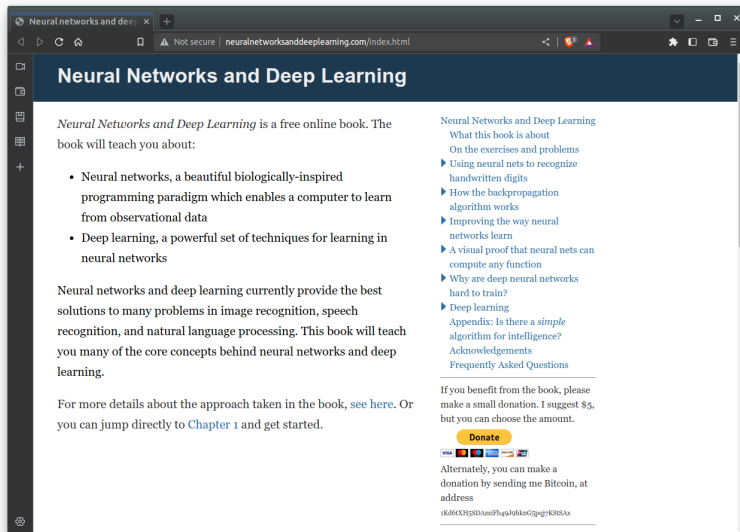 Neural networks and deep
Not secure | neuralnetworksanddeeplearning.com/index.html
Neural Networks and Deep Learning
Neural Networks and Deep Learning is a free online book. The
book will teach you about:
• Neural networks, a beautiful biologically-inspired
programming paradigm which enables a computer to learn
from observational data
• Deep learning, a powerful set of techniques for learning in
neural networks
Neural networks and deep learning currently provide the best
solutions to many problems in image recognition, speech
recognition, and natural language processing. This book will teach
you many of the core concepts behind neural networks and deep
learning.
For more details about the approach taken in the book, see here. Or
you can jump directly to Chapter 1 and get started.
Neural Networks and Deep Learning
What this book is about
On the exercises and problems
Using neural nets to recognize
handwritten digits
How the backpropagation
algorithm works
Improving the way neural
networks learn
A visual proof that neural nets can
compute any function
Why are deep neural networks
hard to train?
Deep learning
Appendix: Is there a simple
algorithm for intelligence?
Acknowledgements
Frequently Asked Questions
If you benefit from the book, please
make a small donation. I suggest $5,
but you can choose the amount.
Donate
VISA
Alternately, you can make a
donation by sending me Bitcoin, at
address